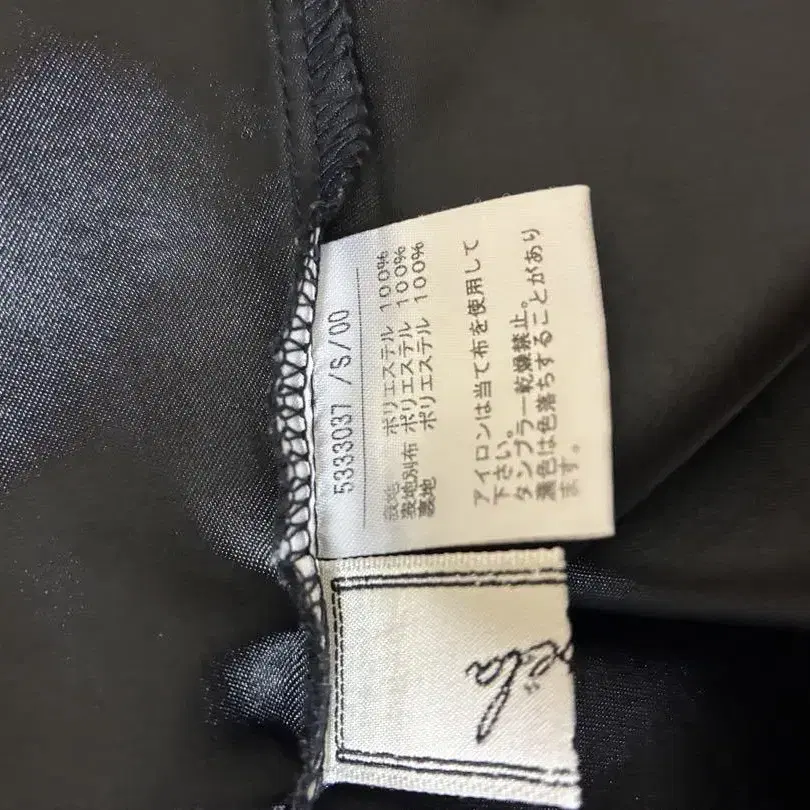 5333037 /S/00
表地 ポリエステル 100%
表地別布 ポリエステル 100%
裏地 ポリエステル 100%
アイロンは当て布を使用して
下さい。
タンブラー乾燥禁止。
濃色は色落ちすることがあり
ます。